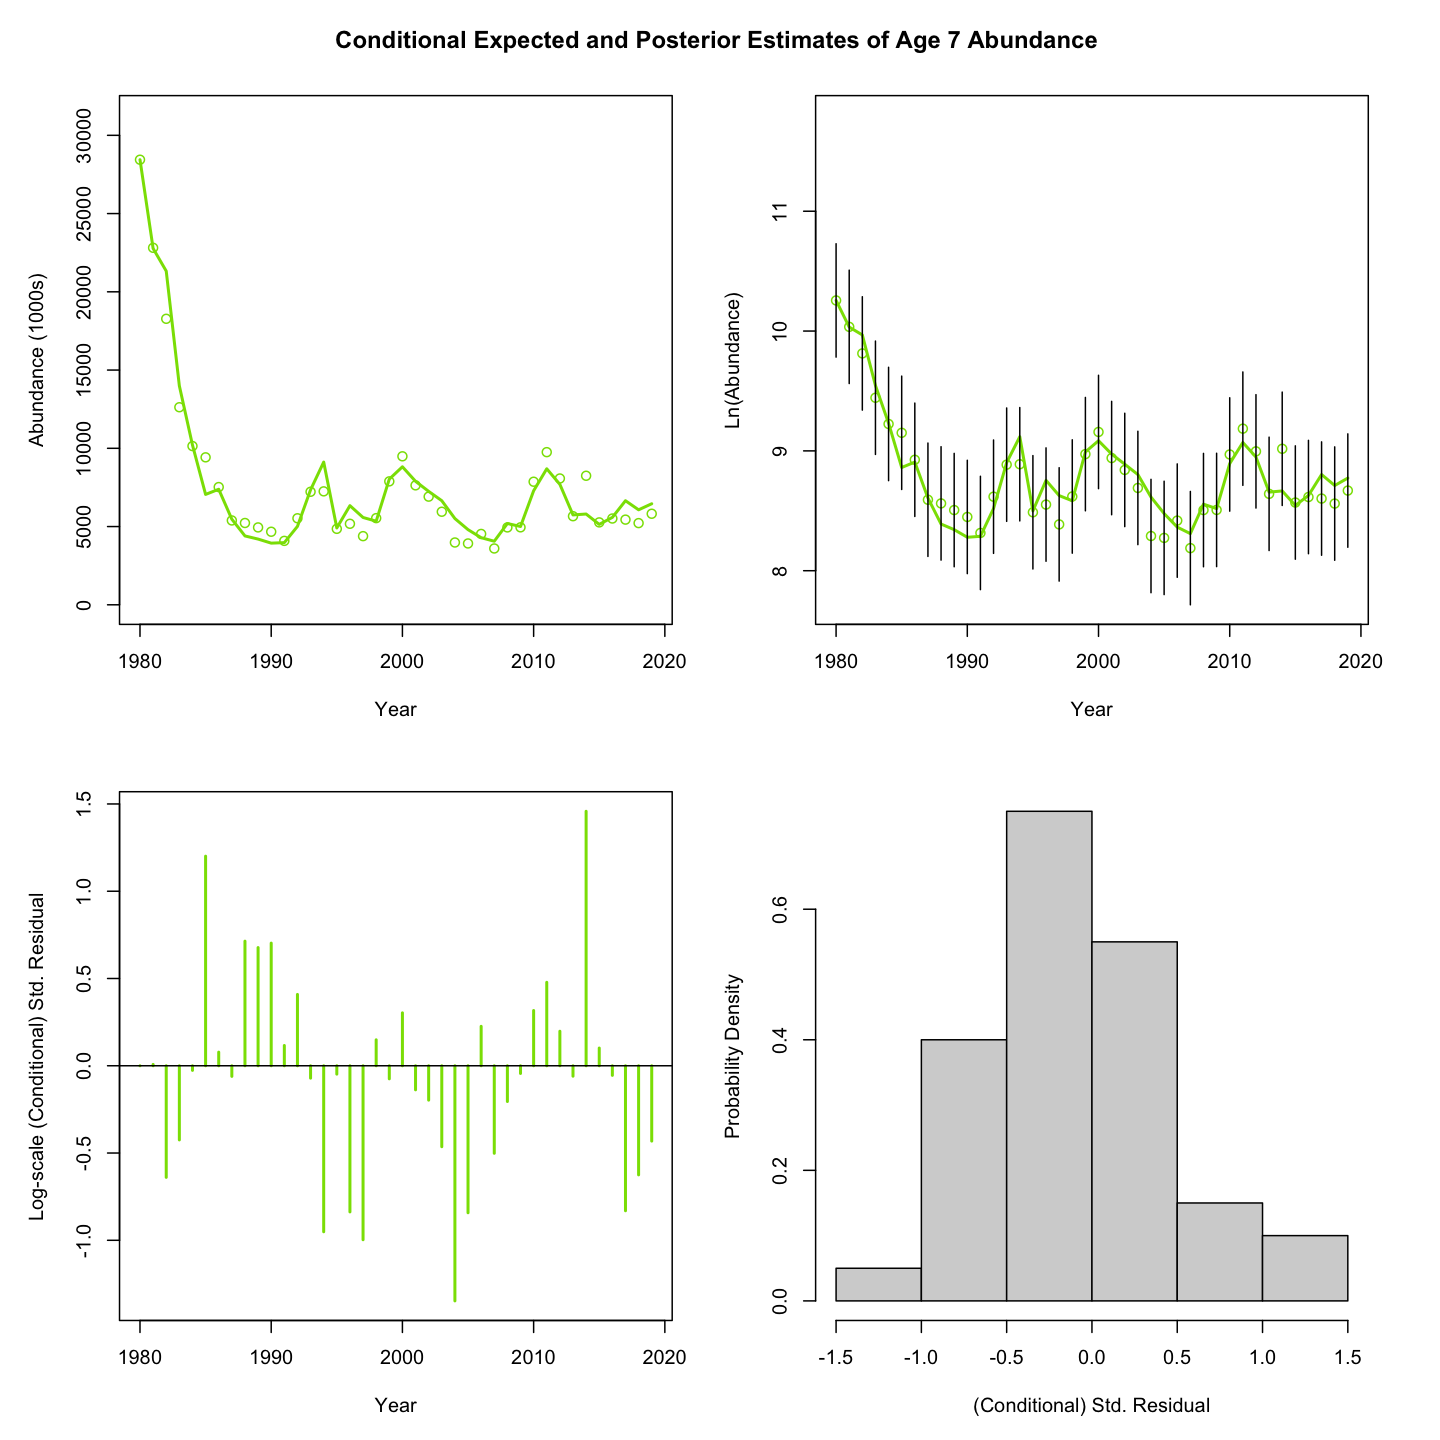 Conditional Expected and Posterior Estimates of Age 7 Abundance
Abundance (1000s)
30000
25000
20000
15000
10000
5000
0
1980 1990 2000 2010 2020
Year
Ln(Abundance)
11
10
9
8
1980 1990 2000 2010 2020
Year
Log-scale (Conditional) Std. Residual
1.5
1.0
0.5
0.0
-0.5
-1.0
1980 1990 2000 2010 2020
Year
Probability Density
0.6
0.4
0.2
0.0
-1.5 -1.0 -0.5 0.0 0.5 1.0 1.5
(Conditional) Std. Residual